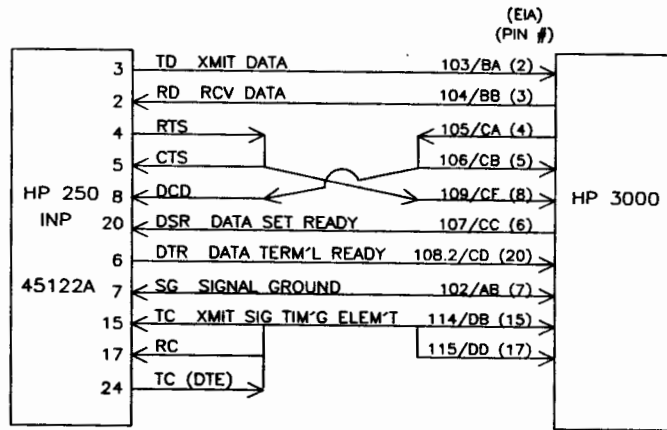 (EIA)
(PIN #)
3 TD XMIT DATA 103/BA (2)
2 RD RCV DATA 104/BB (3)
4 RTS 105/CA (4)
5 CTS 106/CB (5)
HP 250 8 DCD 109/CF (8) HP 3000
INP 20 DSR DATA SET READY 107/CC (6)
6 DTR DATA TERM'L READY 108.2/CD (20)
45122A 7 SG SIGNAL GROUND 102/AB (7)
15 TC XMIT SIG TIM'G ELEM'T 114/DB (15)
17 RC 115/DD (17)
24 TC (DTE)